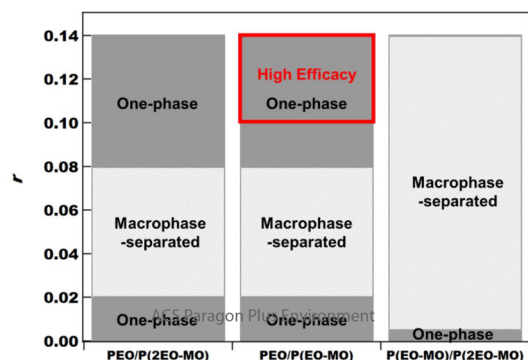 0.14
0.12
0.10
0.08
0.06
0.04
0.02
0.00
r
One-phase
Macrophase
-separated
One-phase
High Efficacy
One-phase
Macrophase
-separated
One-phase
Macrophase
-separated
One-phase
ACS Paragon Plus Environment
PEO/P(2EO-MO)
PEO/P(EO-MO)
P(EO-MO)/P(2EO-MO)